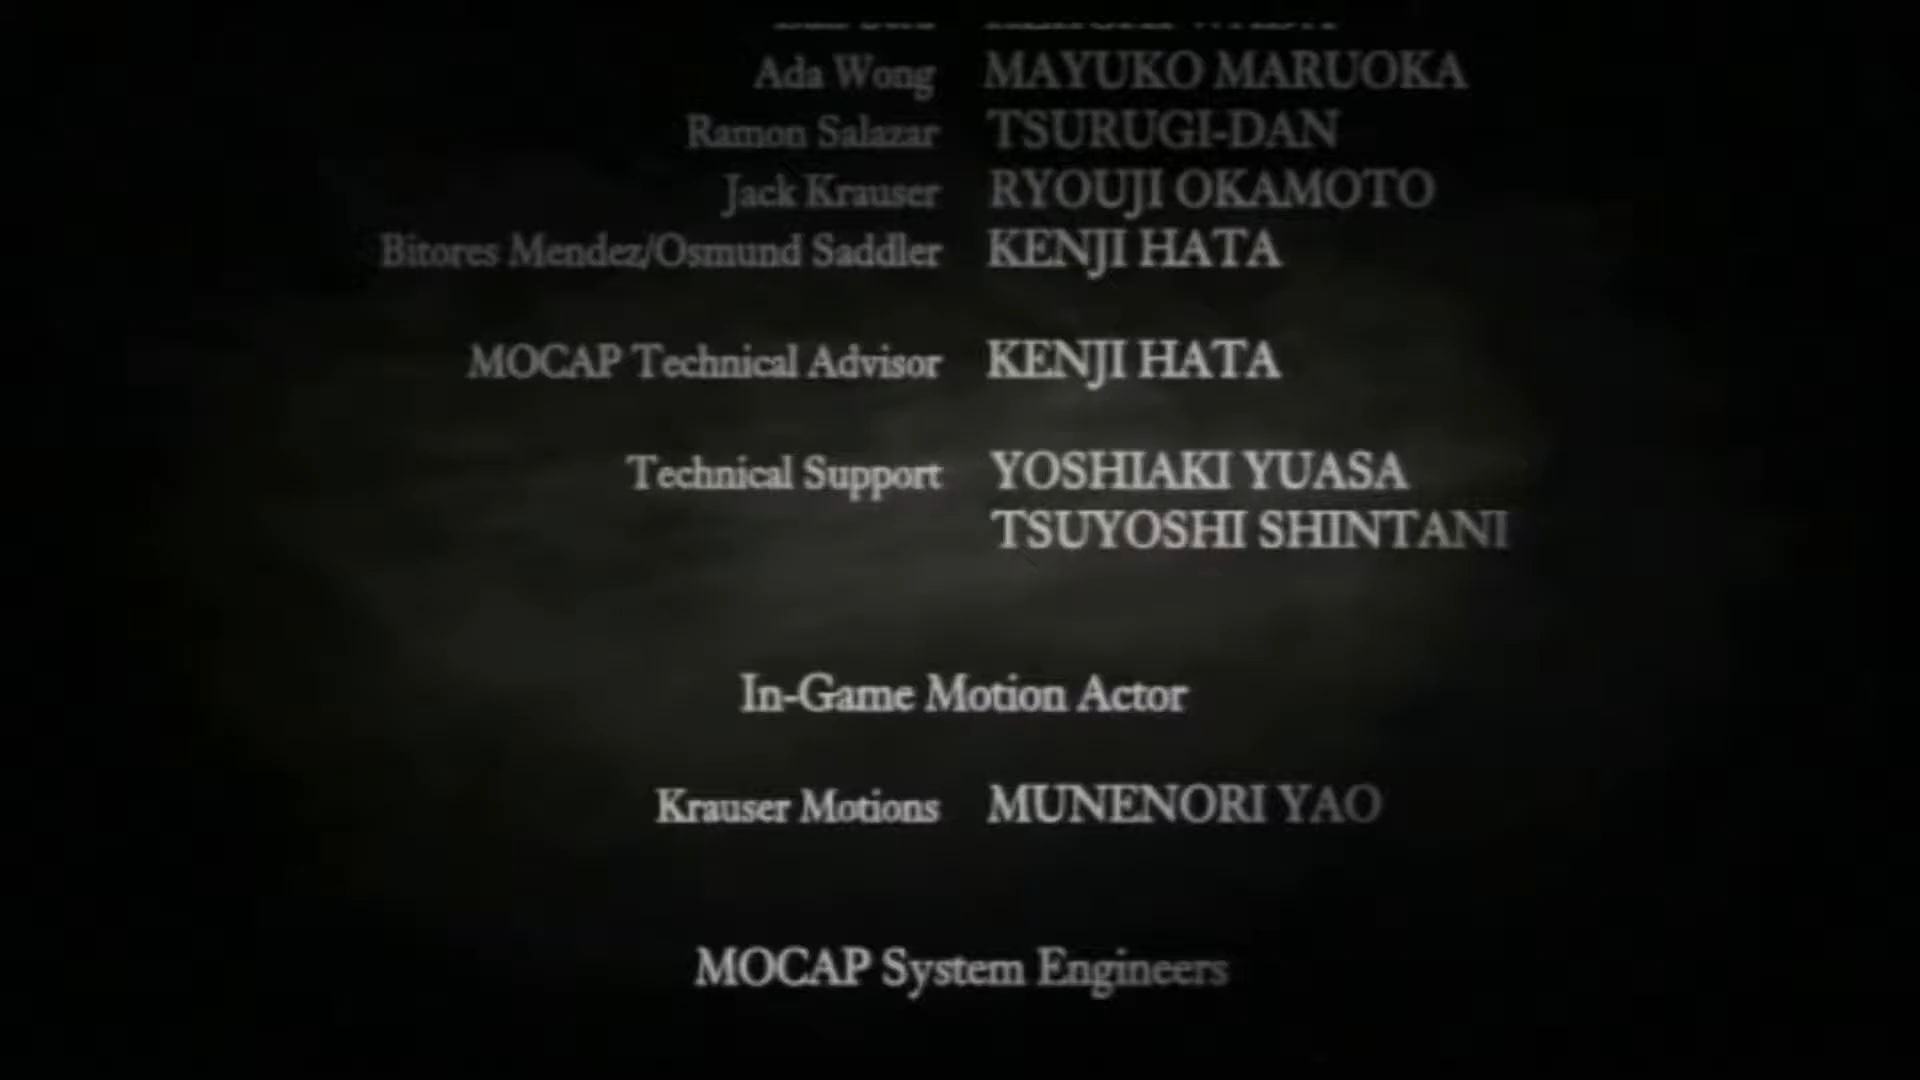 Ada Wong MAYUKO MARUOKA
Ramon Salazar TSURUGI-DAN
Jack Krauser RYOUJI OKAMOTO
Bitores Mendez/Osmund Saddler KENJI HATA
MOCAP Technical Advisor KENJI HATA
Technical Support YOSHIAKI YUASA
TSUYOSHI SHINTANI
In-Game Motion Actor
Krauser Motions MUNENORI YAO
MOCAP System Engineers